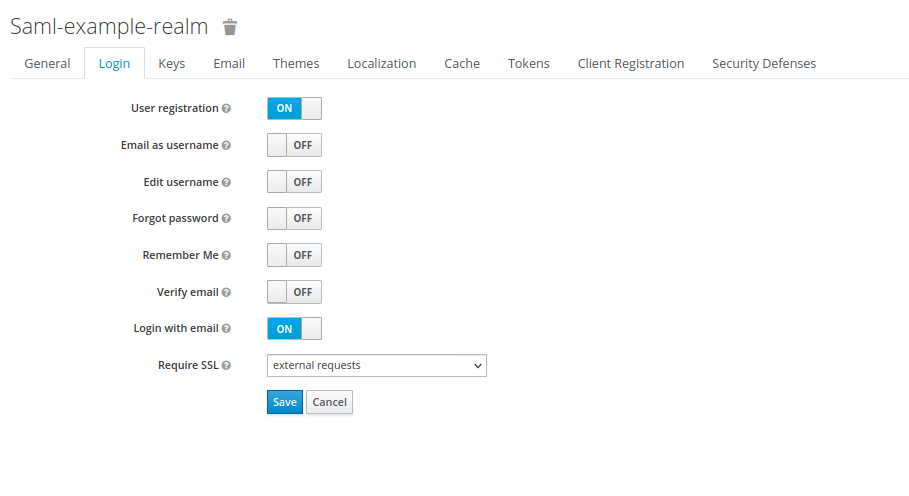 Saml-example-realm
General Login Keys Email Themes Localization Cache Tokens Client Registration Security Defenses
User registration ON
Email as username OFF
Edit username OFF
Forgot password OFF
Remember Me OFF
Verify email OFF
Login with email ON
Require SSL external requests
Save Cancel